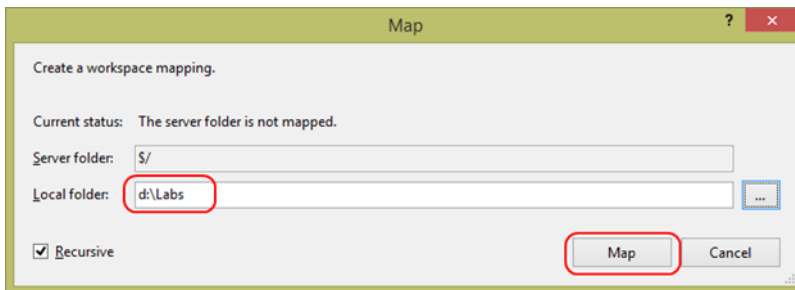 Map
? ×
Create a workspace mapping.
Current status: The server folder is not mapped.
Server folder: $/
Local folder: d:\Labs ...
Recursive Map Cancel